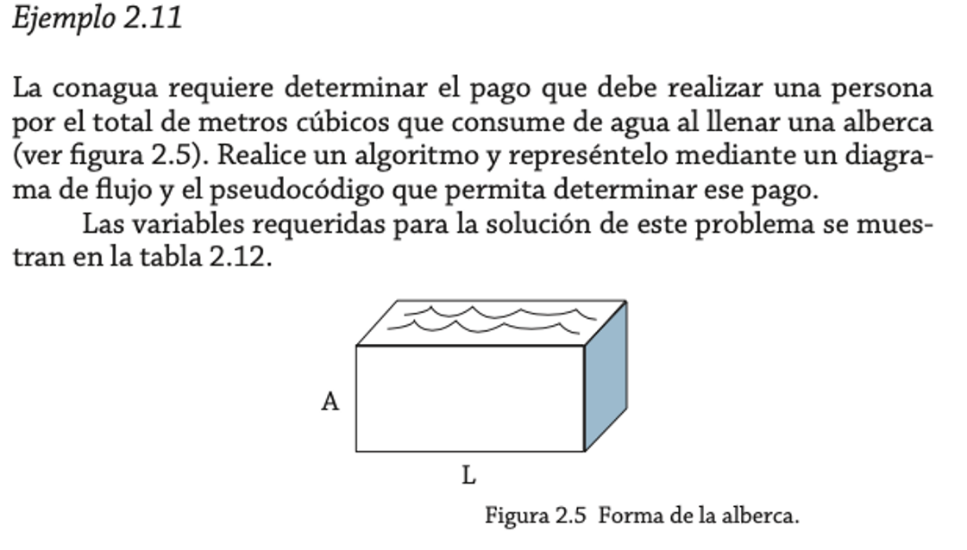 Ejemplo 2.11
La conagua requiere determinar el pago que debe realizar una persona
por el total de metros cúbicos que consume de agua al llenar una alberca
(ver figura 2.5). Realice un algoritmo y represéntelo mediante un diagra-
ma de flujo y el pseudocódigo que permita determinar ese pago.
Las variables requeridas para la solución de este problema se mues-
tran en la tabla 2.12.
A
L
Figura 2.5 Forma de la alberca.